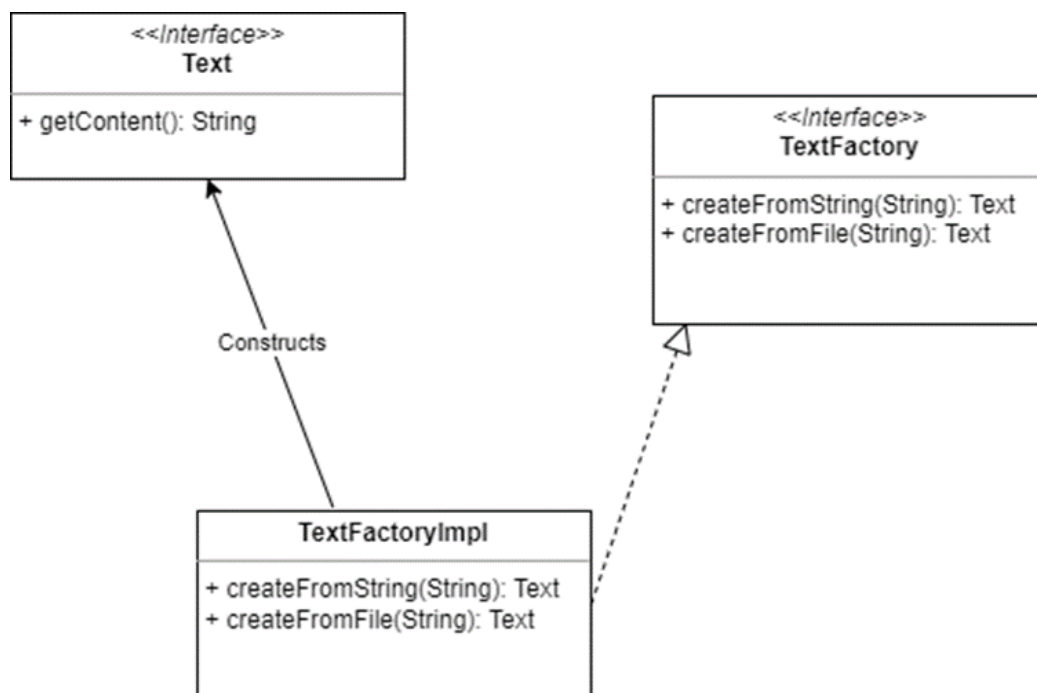 <<Interface>>
Text
+ getContent(): String
<<Interface>>
TextFactory
+ createFromString(String): Text
+ createFromFile(String): Text
Constructs
TextFactoryImpl
+ createFromString(String): Text
+ createFromFile(String): Text